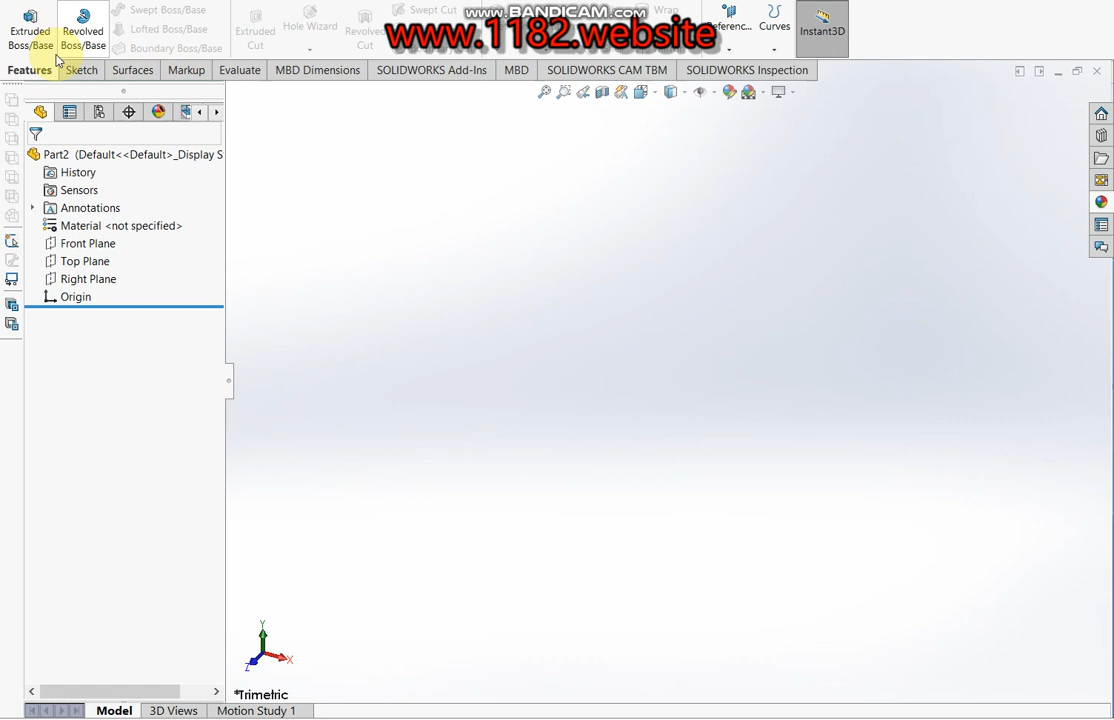 www.BANDICAM.com
www.1182.website
Extruded Boss/Base
Revolved Boss/Base
Swept Boss/Base
Lofted Boss/Base
Boundary Boss/Base
Extruded Cut
Hole Wizard
Revolved Cut
Swept Cut
Wrap
Referenc...
Curves
Instant3D
Features
Sketch
Surfaces
Markup
Evaluate
MBD Dimensions
SOLIDWORKS Add-Ins
MBD
SOLIDWORKS CAM TBM
SOLIDWORKS Inspection
Part2 (Default<<Default>_Display S
History
Sensors
Annotations
Material <not specified>
Front Plane
Top Plane
Right Plane
Origin
Y
X
Z
*Trimetric
Model
3D Views
Motion Study 1